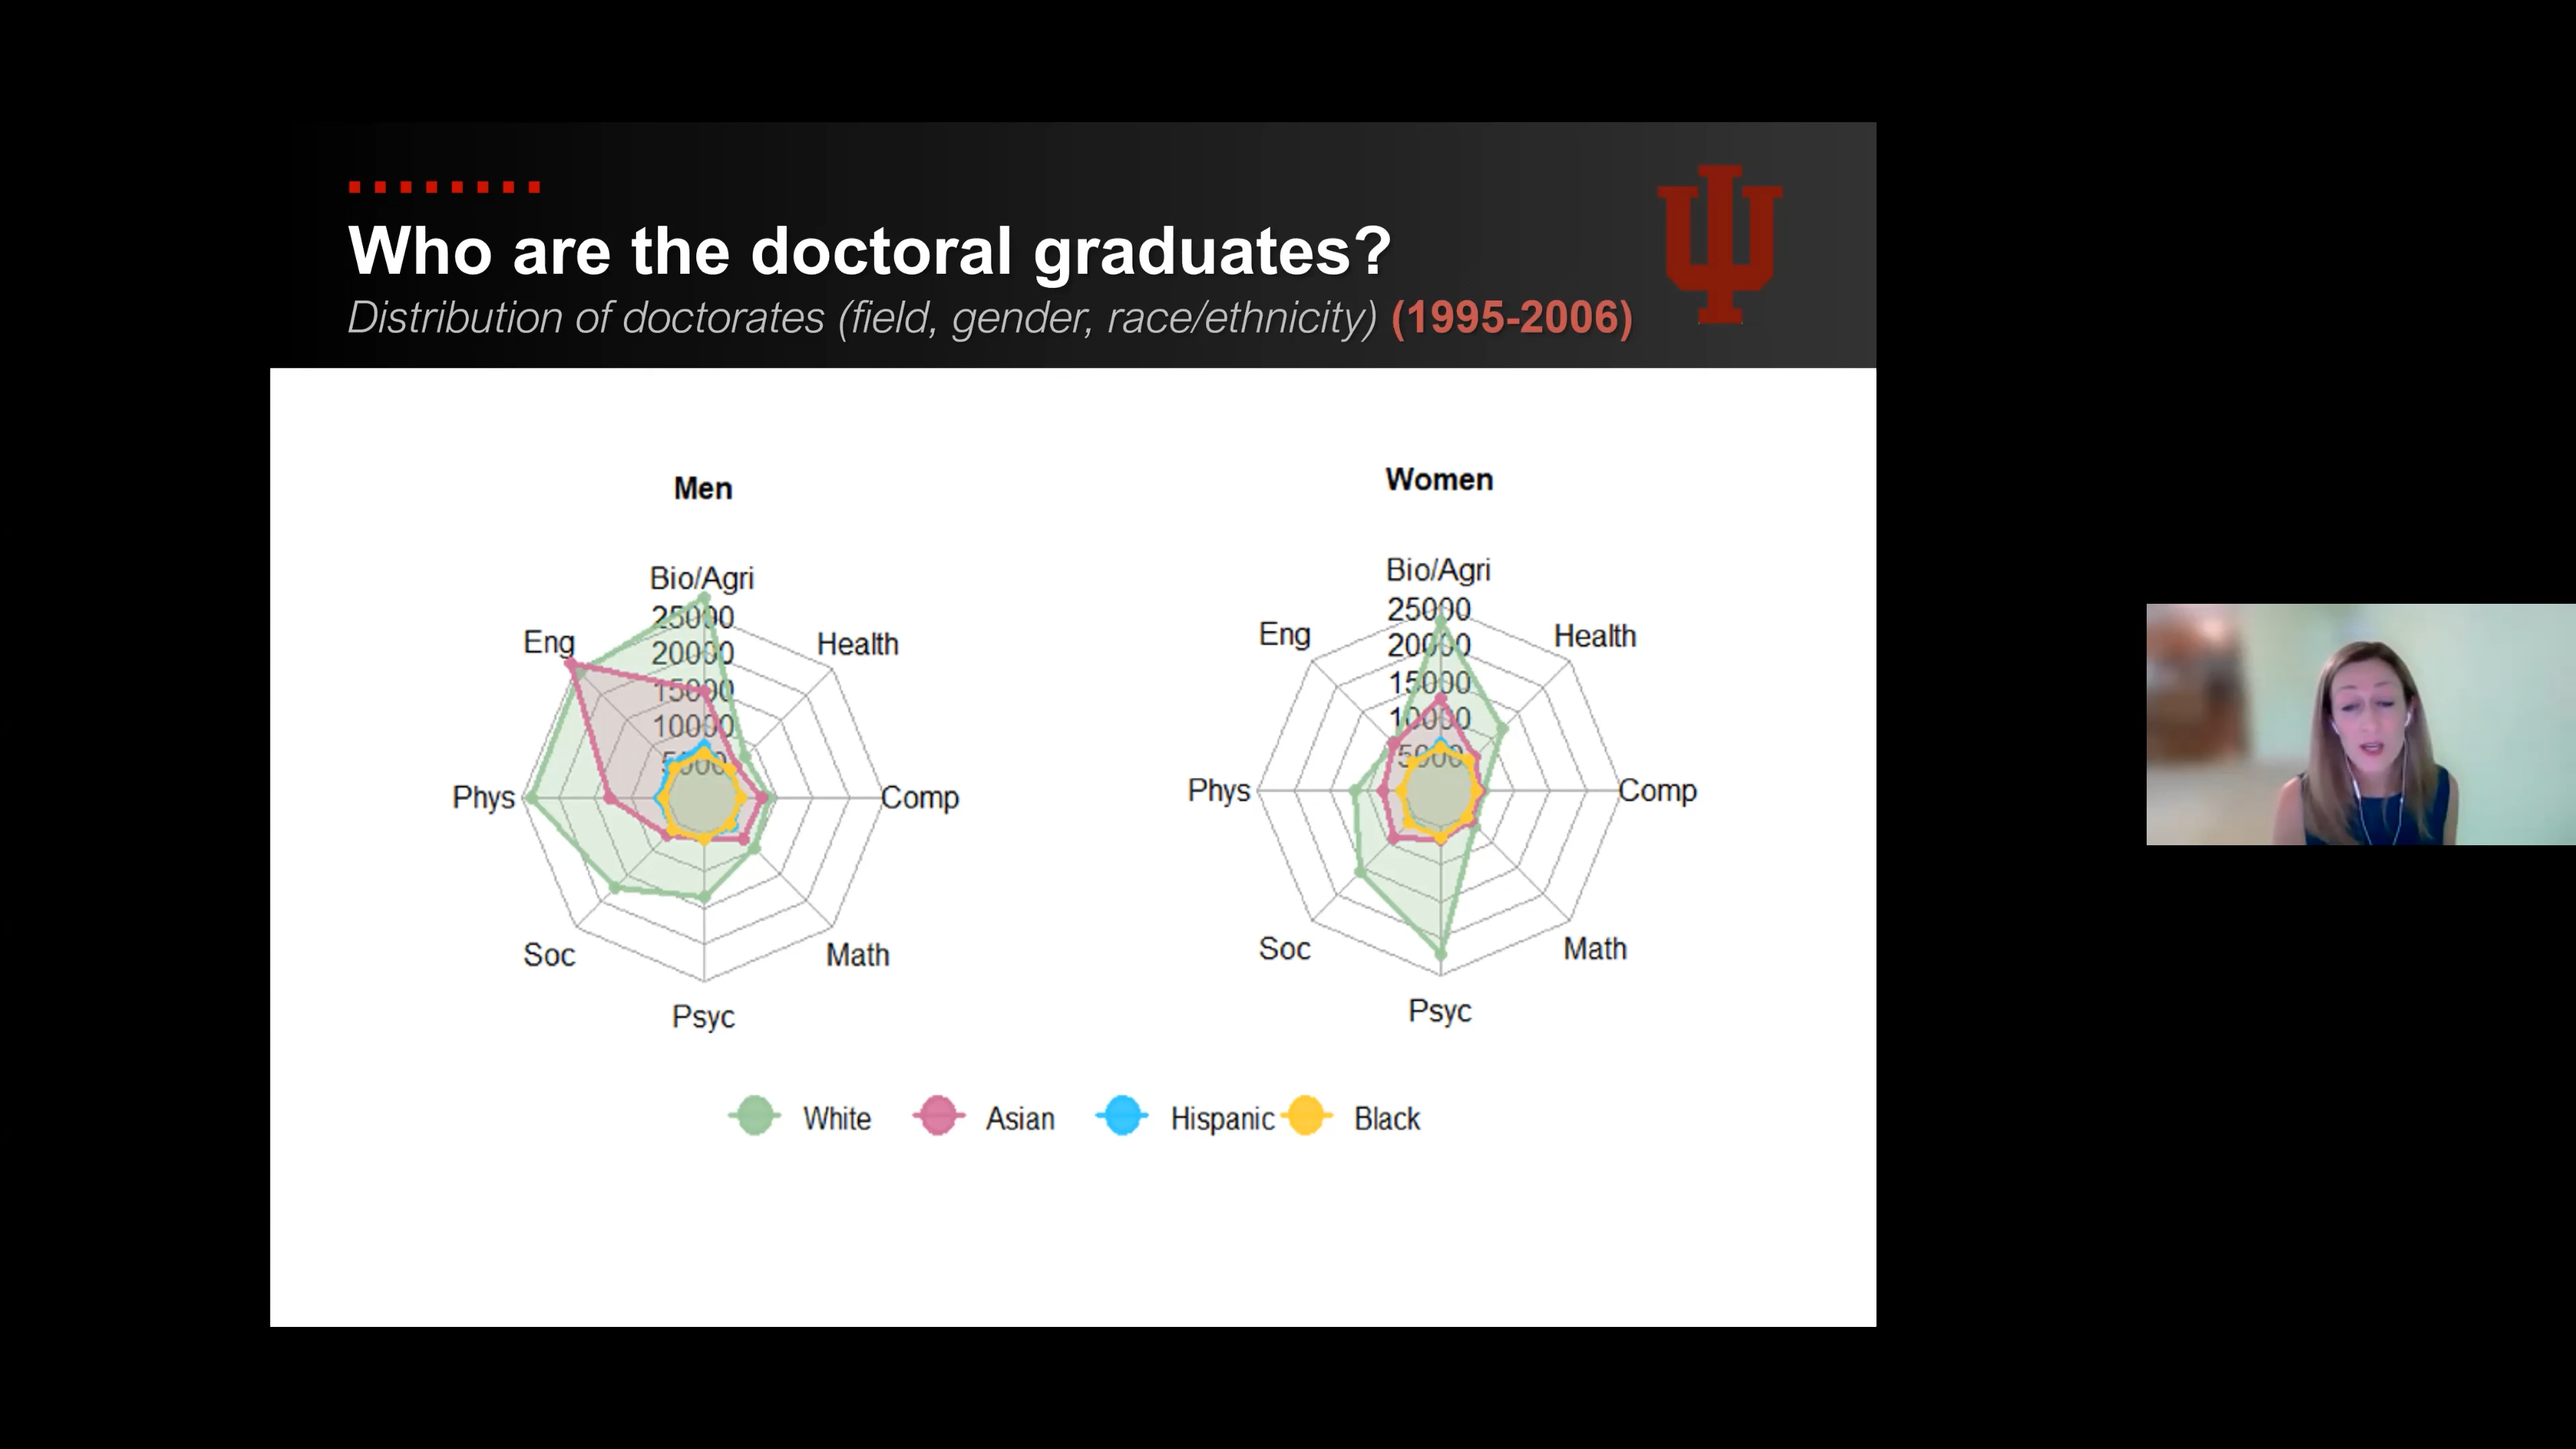 Who are the doctoral graduates?
Distribution of doctorates (field, gender, race/ethnicity) (1995-2006)
Men
Bio/Agri
25000
20000
15000
10000
5000
Eng
Health
Phys
Comp
Soc
Math
Psyc
Women
Bio/Agri
25000
20000
15000
10000
5000
Eng
Health
Phys
Comp
Soc
Math
Psyc
White Asian Hispanic Black